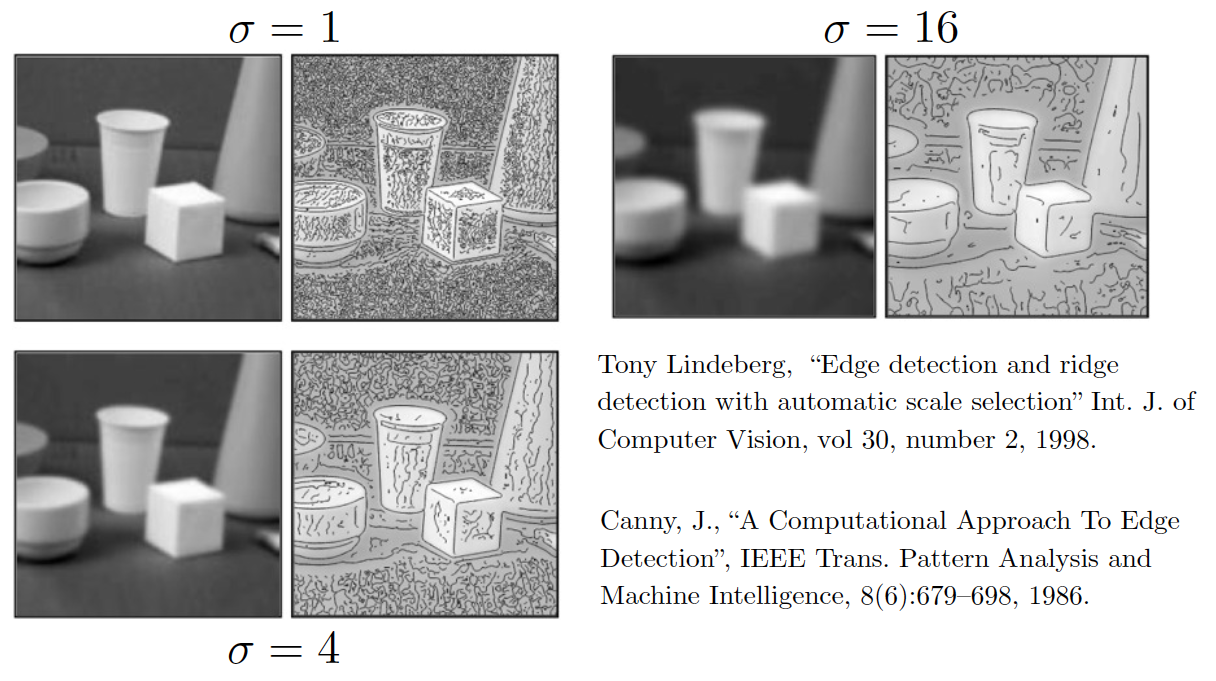 σ = 1
σ = 16
Tony Lindeberg, “Edge detection and ridge
detection with automatic scale selection” Int. J. of
Computer Vision, vol 30, number 2, 1998.
Canny, J., “A Computational Approach To Edge
Detection”, IEEE Trans. Pattern Analysis and
Machine Intelligence, 8(6):679–698, 1986.
σ = 4